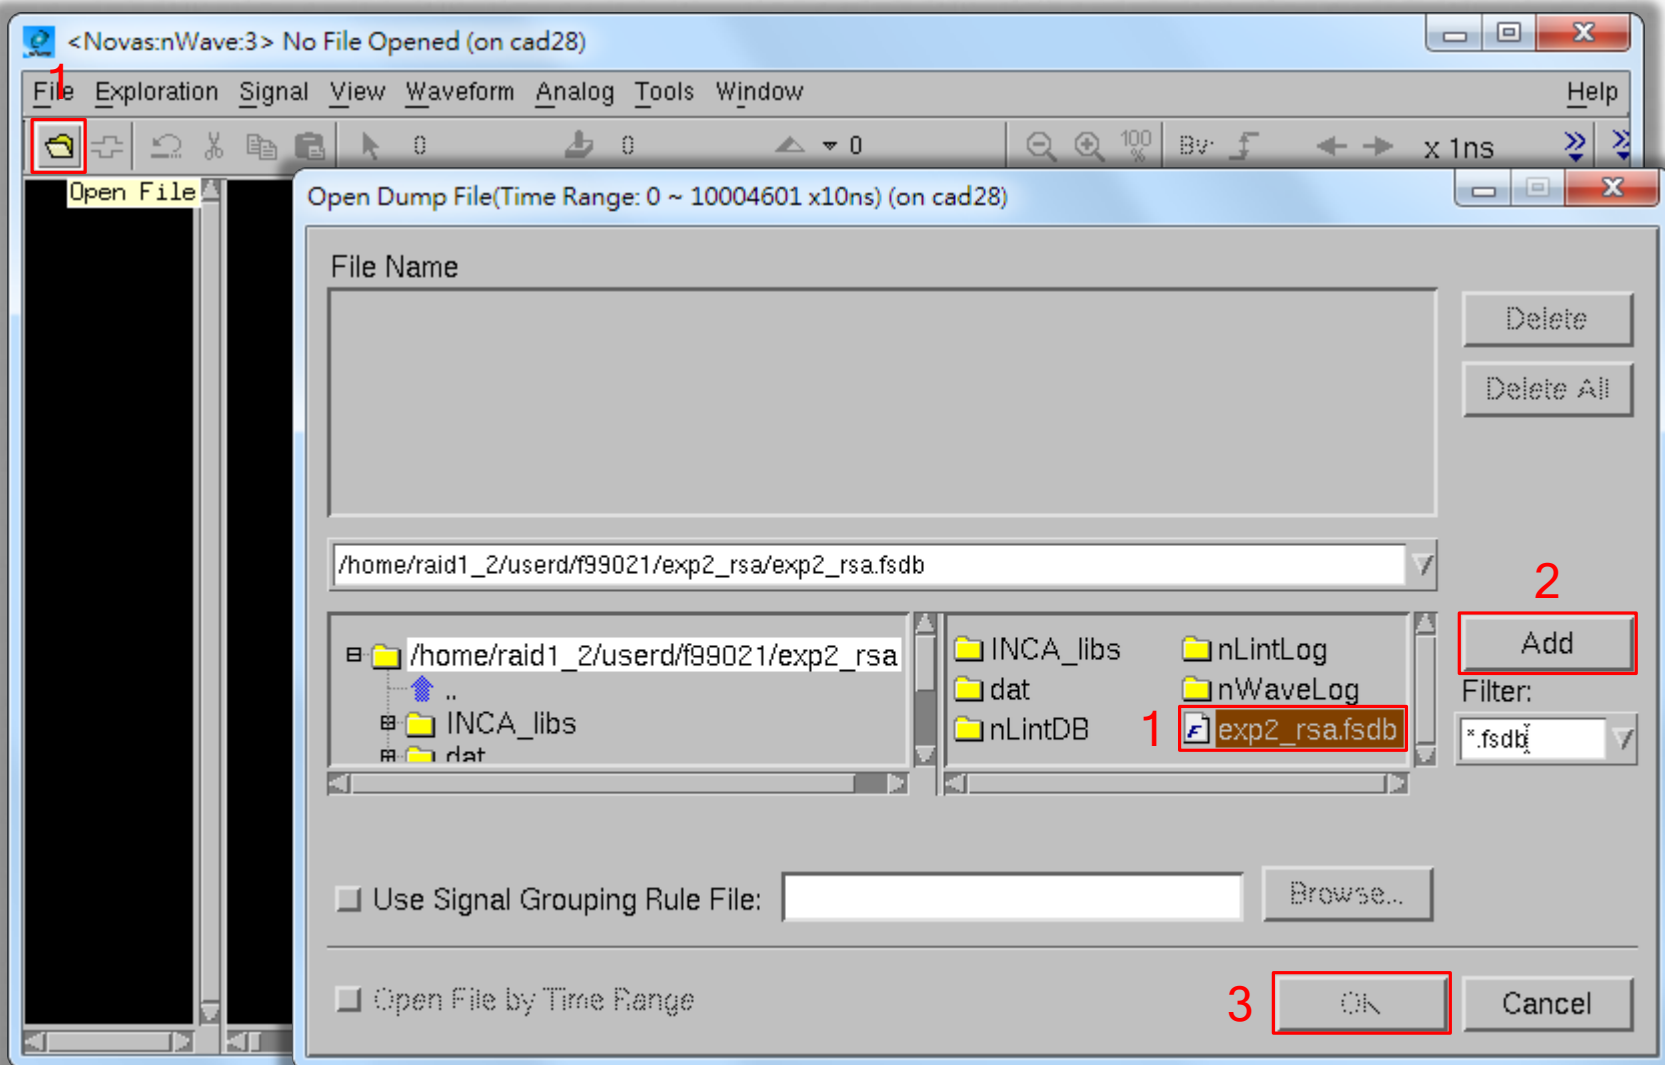 <Novas:nWave:3> No File Opened (on cad28)
1
File Exploration Signal View Waveform Analog Tools Window Help
0 0 0 100 % By: x 1ns
Open File
Open Dump File(Time Range: 0 ~ 10004601 x10ns) (on cad28)
File Name
Delete
Delete All
/home/raid1_2/userd/f99021/exp2_rsa/exp2_rsa.fsdb
2
Add
/home/raid1_2/userd/f99021/exp2_rsa
..
INCA_libs
dat
INCA_libs nLintLog
dat nWaveLog
nLintDB 1 exp2_rsa.fsdb
Filter:
*.fsdb
Use Signal Grouping Rule File: Browse...
Open File by Time Range
3 OK Cancel